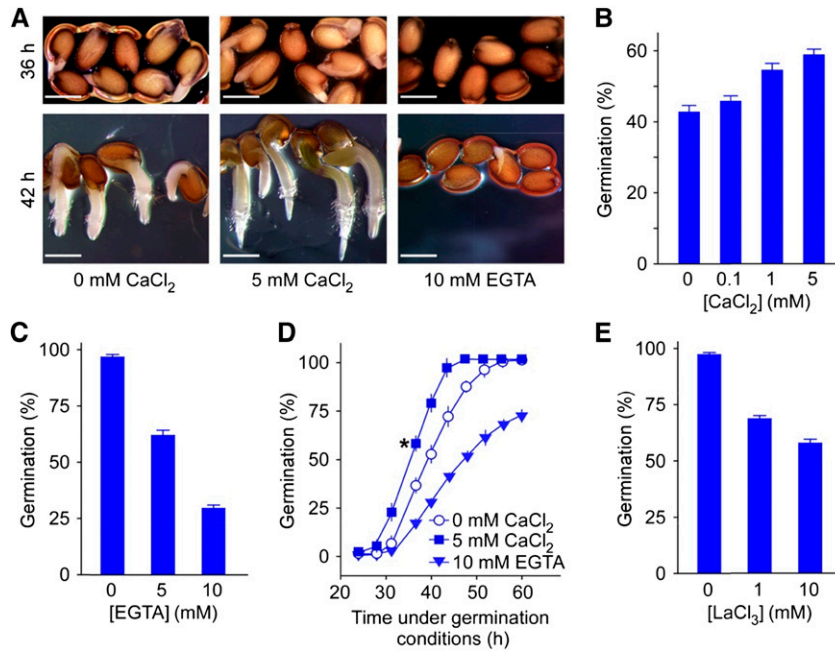 A
36 h
42 h
0 mM CaCl₂
5 mM CaCl₂
10 mM EGTA
B
Germination (%)
60
40
20
0
0
0.1
1
5
[CaCl₂] (mM)
C
Germination (%)
100
75
50
25
0
0
5
10
[EGTA] (mM)
D
Germination (%)
100
75
50
25
0
*
0 mM CaCl₂
5 mM CaCl₂
10 mM EGTA
20
30
40
50
60
Time under germination
conditions (h)
E
Germination (%)
100
75
50
75
0
0
1
10
[LaCl₃] (mM)